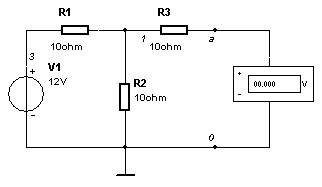 R1
R3
10ohm
1
10ohm
a
3
+
V1
12V
-
R2
10ohm
+
00.000
V
-
0